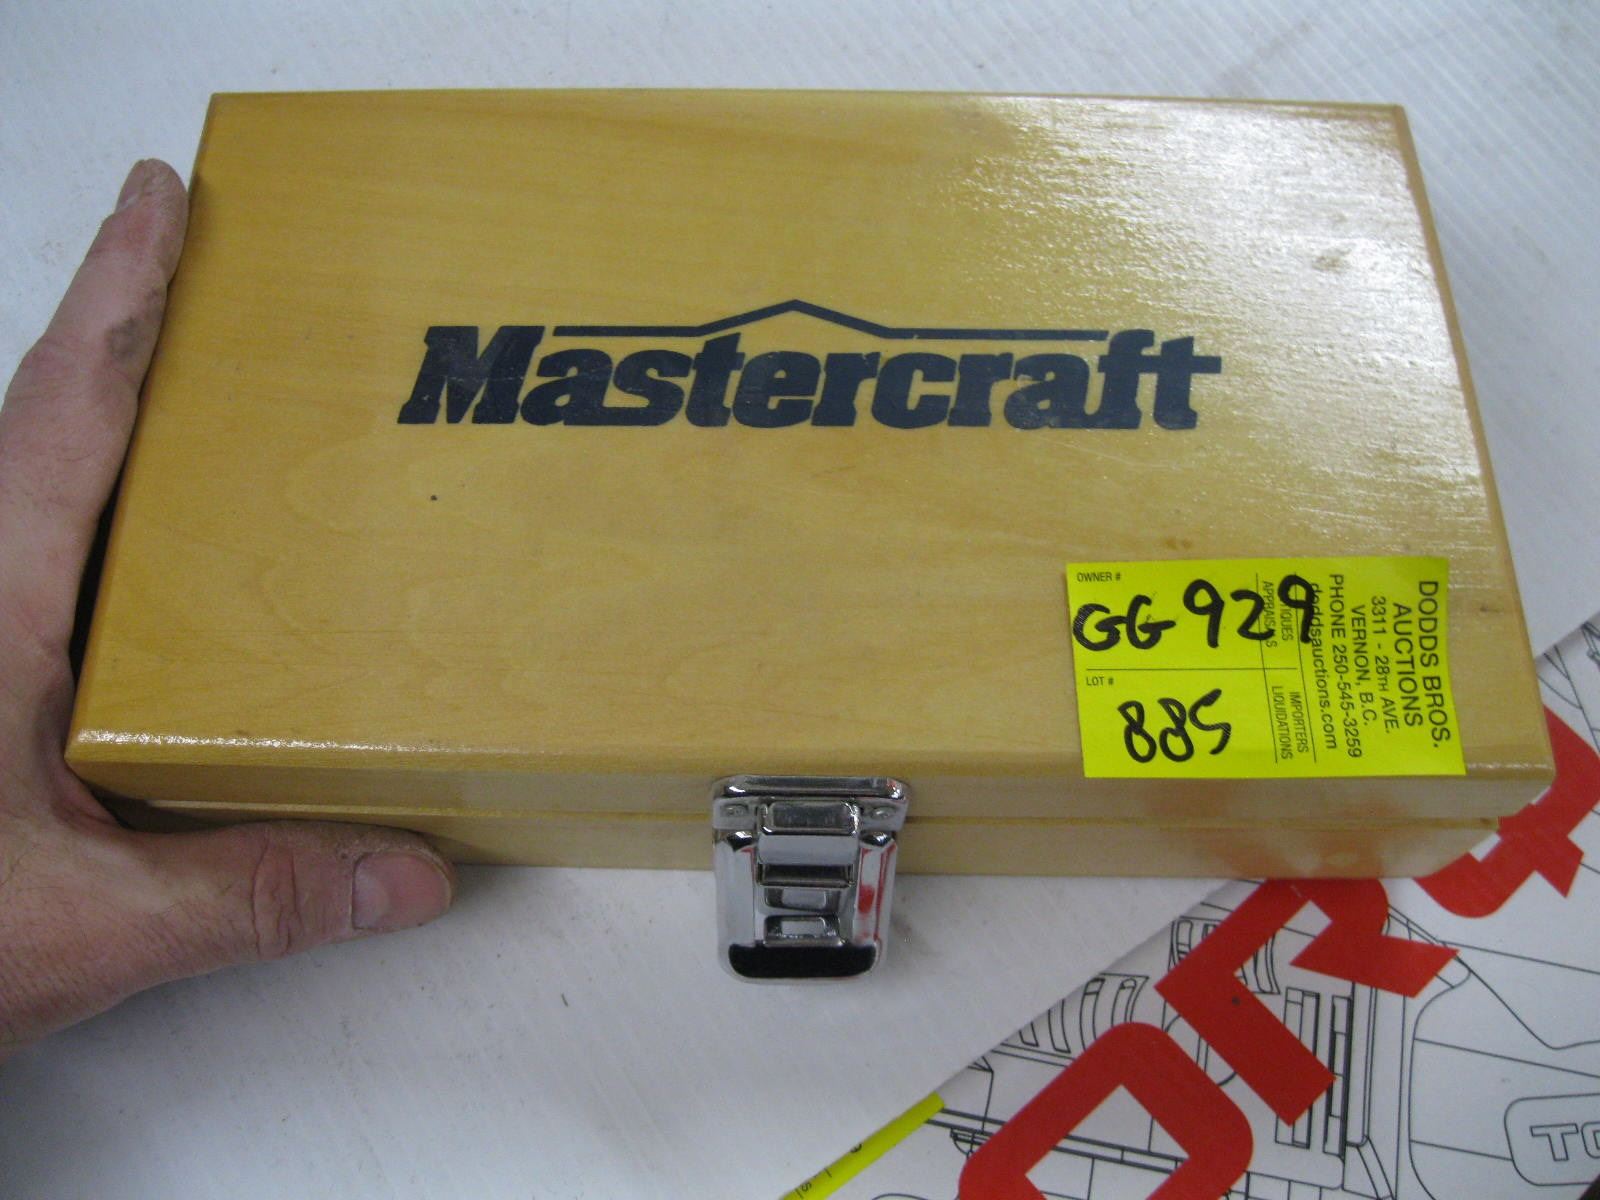 Mastercraft
OWNER #
GG 929
LOT #
885
DODDS BROS.
AUCTIONS
3311 - 28TH AVE.
VERNON, B.C.
PHONE 250-545-3259
doddsauctions.com
APPRAISALS
IMPORTERS
LIQUIDATIONS